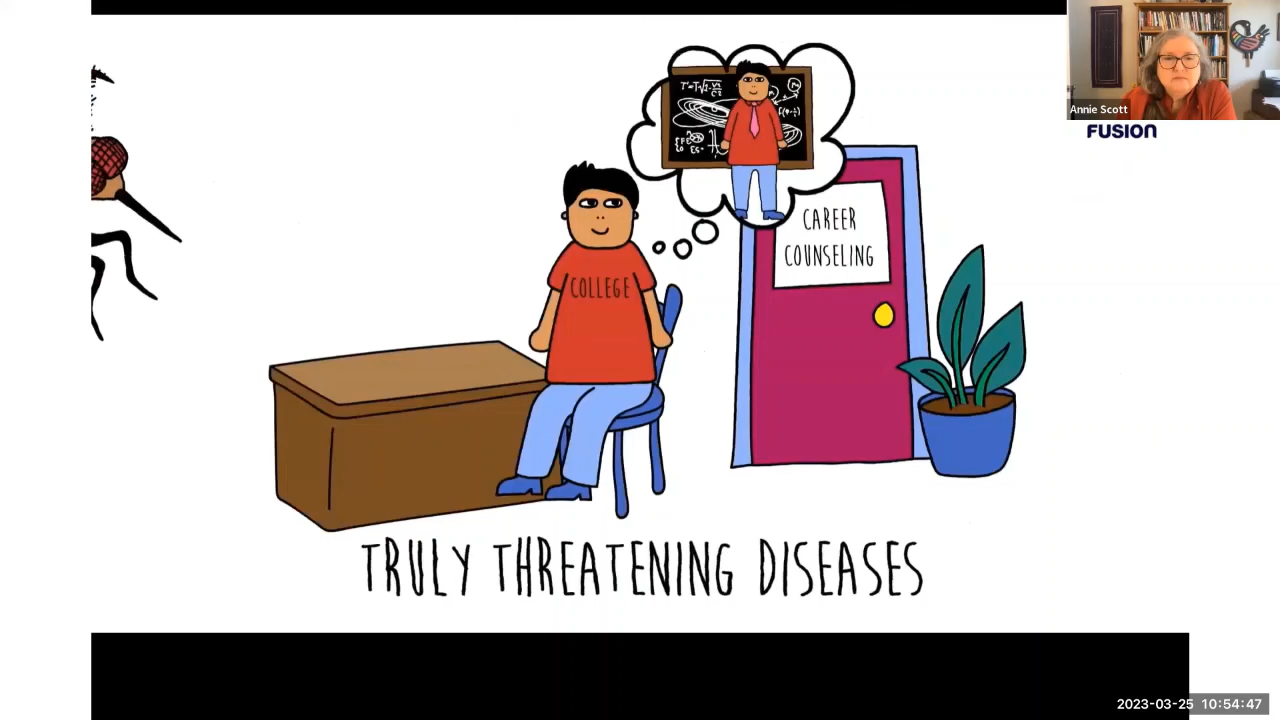 Annie Scott
FUSION
CAREER
COUNSELING
COLLEGE
TRULY THREATENING DISEASES
2023-03-25 10:54:47